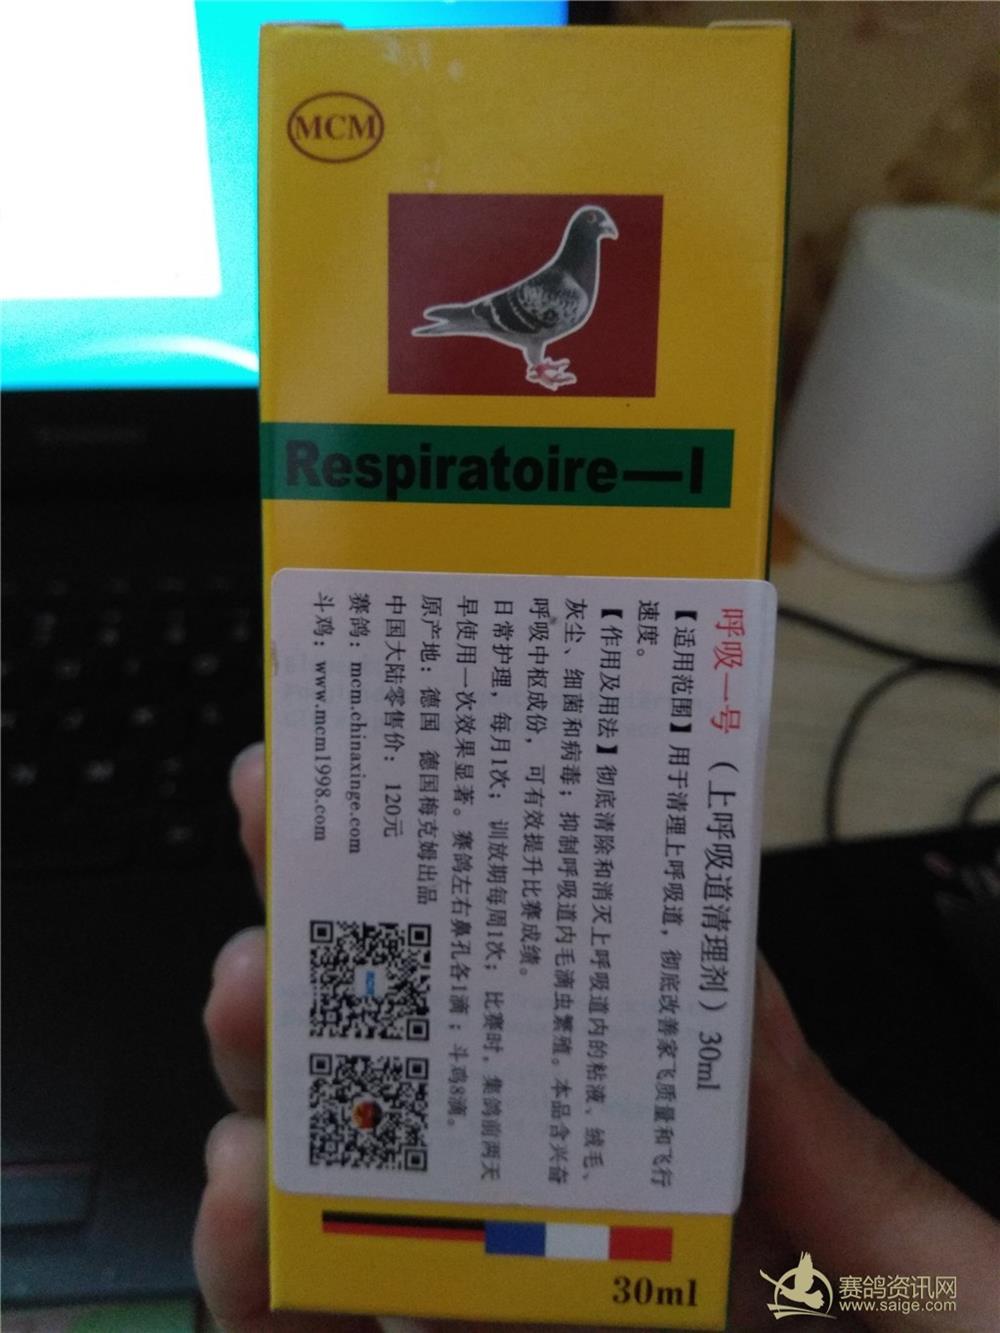 MCM
Respiratoire—I
呼吸一号（上呼吸道清理剂）30ml
【适用范围】用于清理上呼吸道，彻底改善家飞质量和飞行
速度。
【作用及用法】彻底清除和消灭上呼吸道内的粘液、绒毛、
灰尘、细菌和病毒；抑制呼吸道内毛滴虫繁殖。本品含兴奋
呼吸中枢成份，可有效提升比赛成绩。
日常护理，每月1次；训放期每周1次；比赛时，集鸽前两天
早使用一次效果显著。赛鸽左右鼻孔各1滴；斗鸡8滴。
原产地：德国 德国梅克姆出品
中国大陆零售价：120元
赛鸽：mcm.chinaxinge.com
斗鸡：www.mcm1998.com
30ml
赛鸽资讯网
www.saige.com